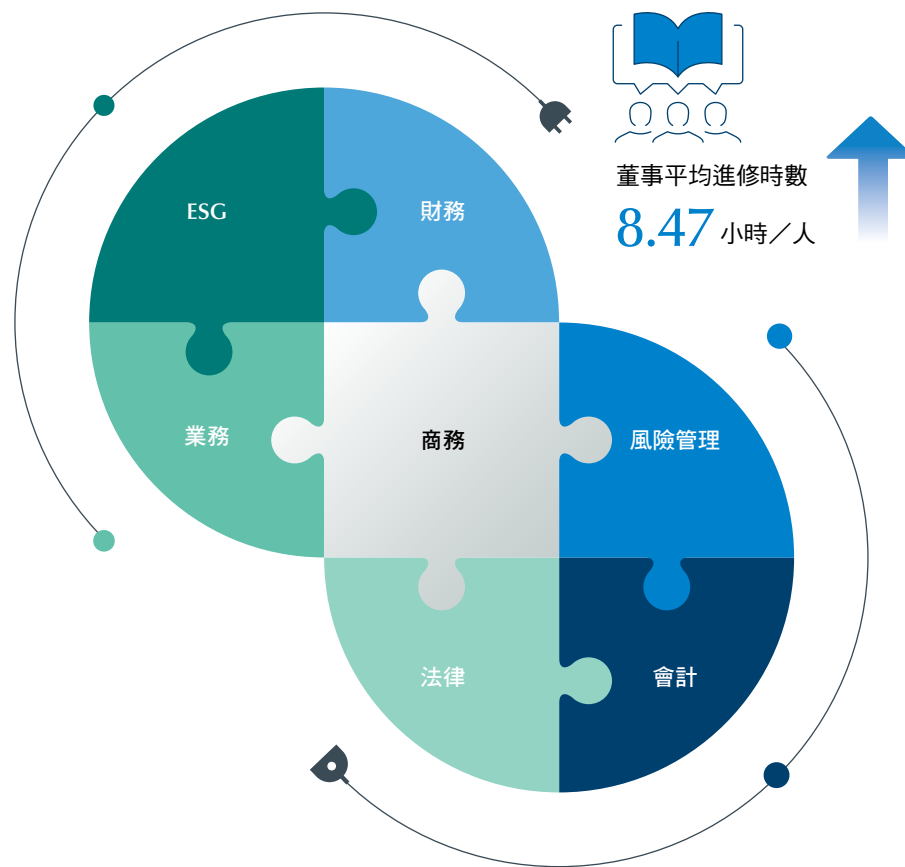 董事平均進修時數
8.47 小時／人
ESG
財務
業務
商務
風險管理
法律
會計